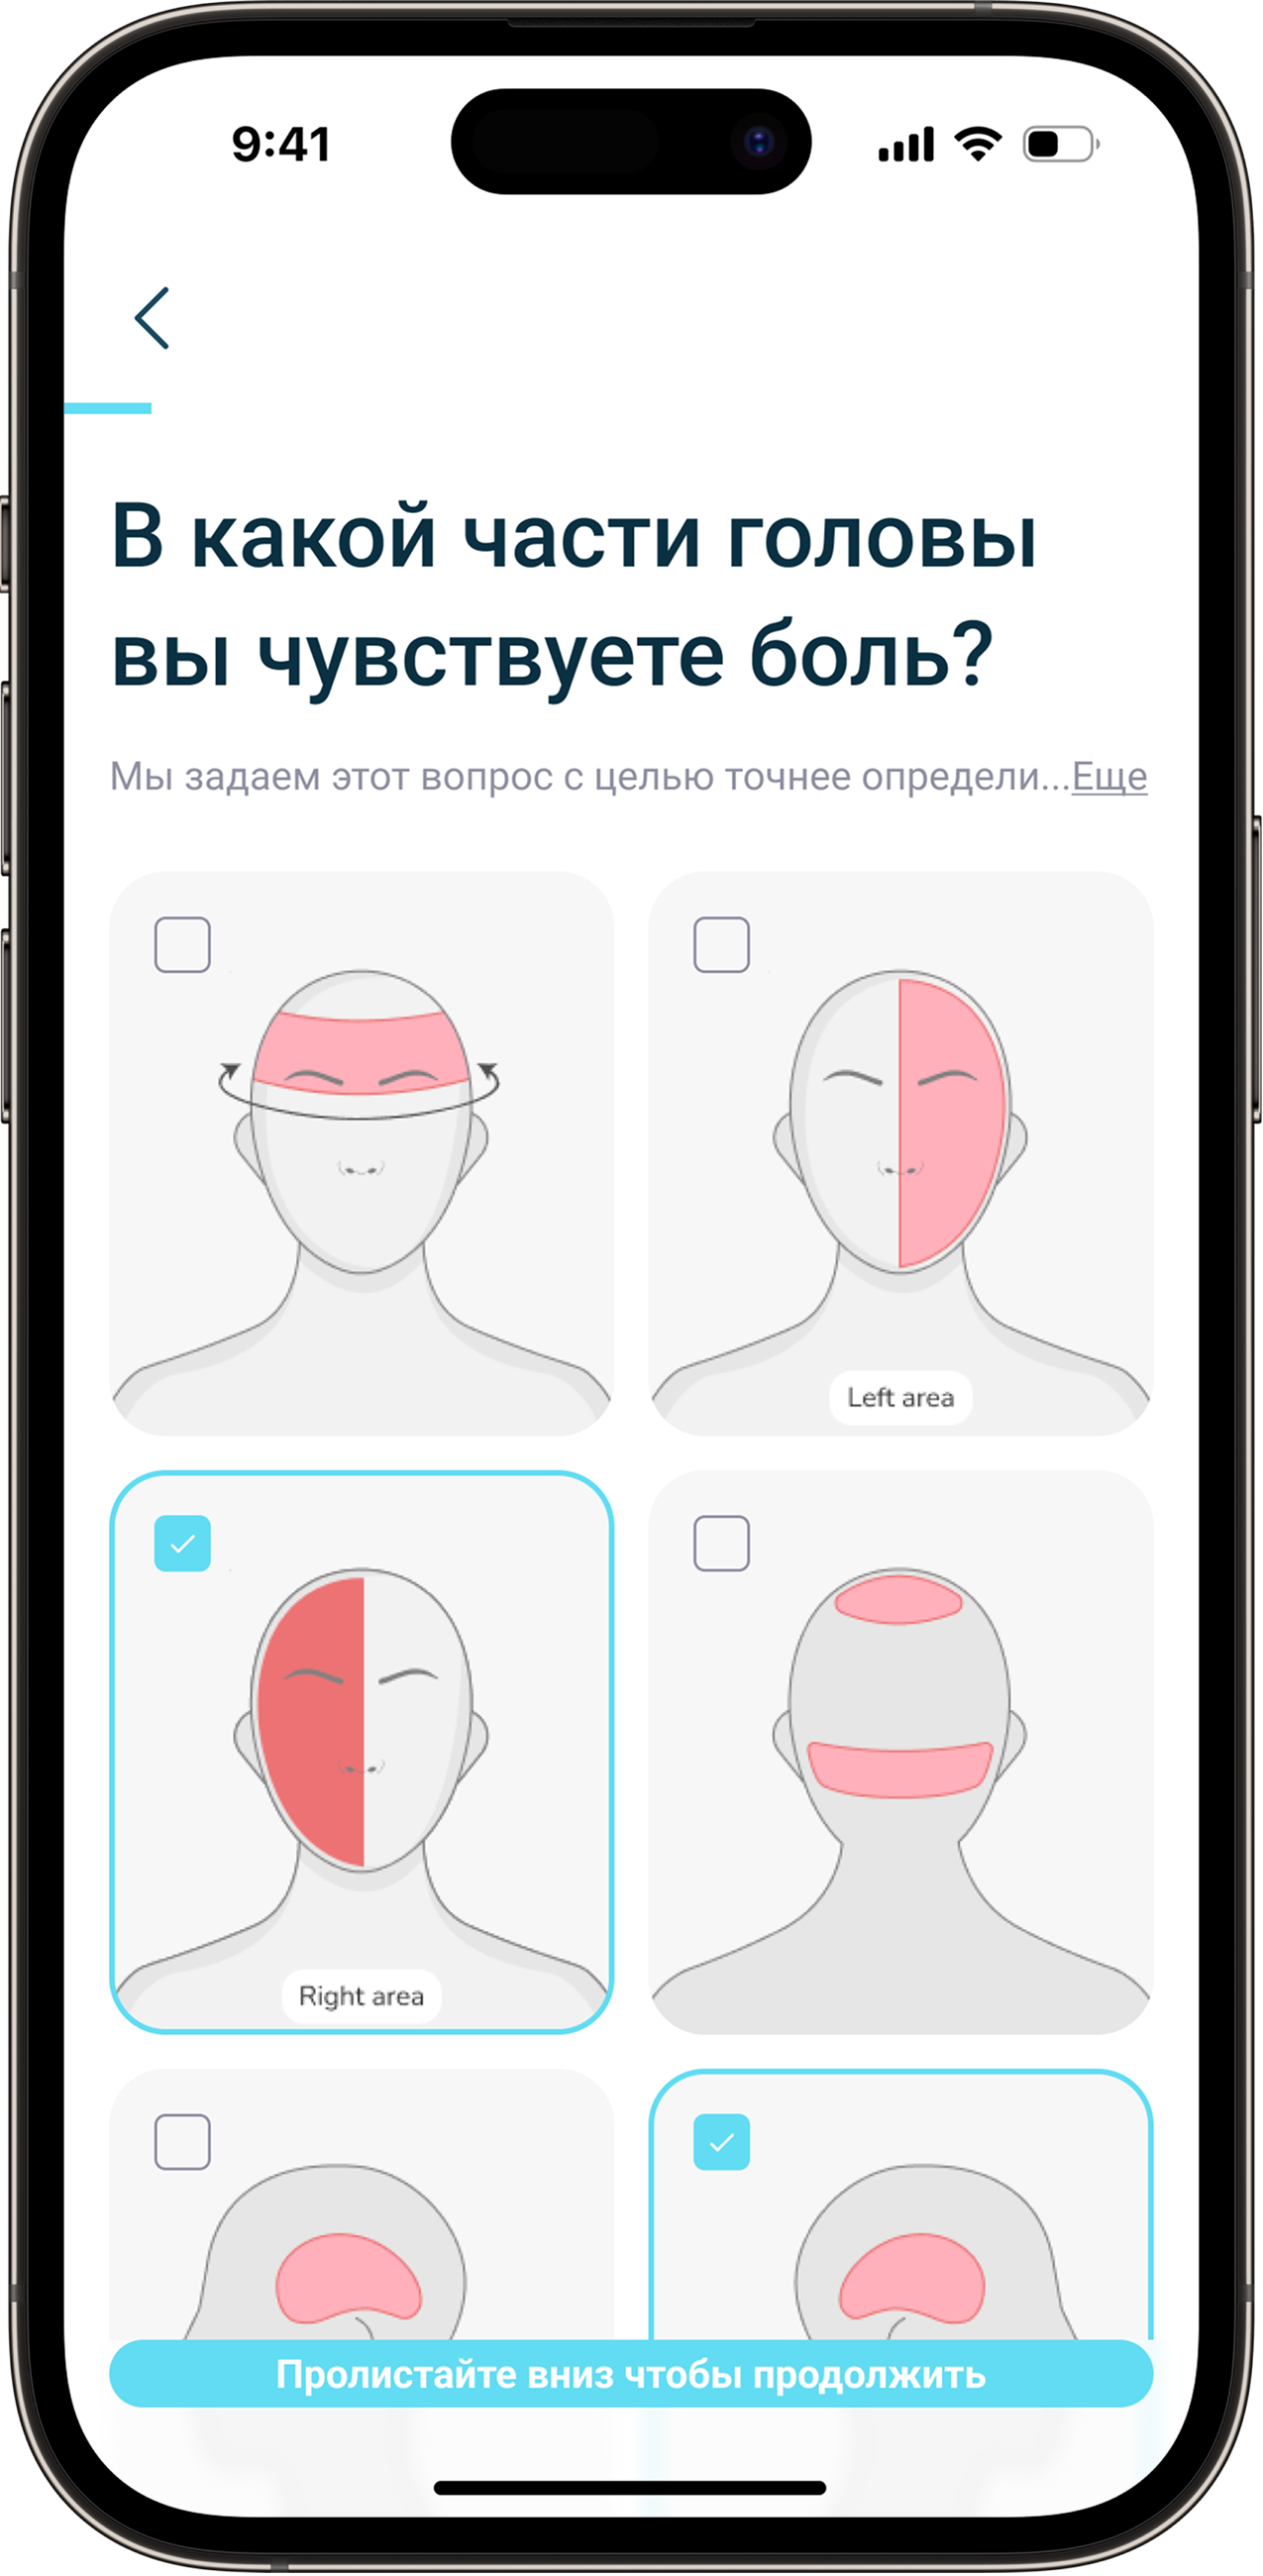 9:41
В какой части головы
вы чувствуете боль?
Мы задаем этот вопрос с целью точнее определи...Еще
Left area
Right area
Пролистайте вниз чтобы продолжить